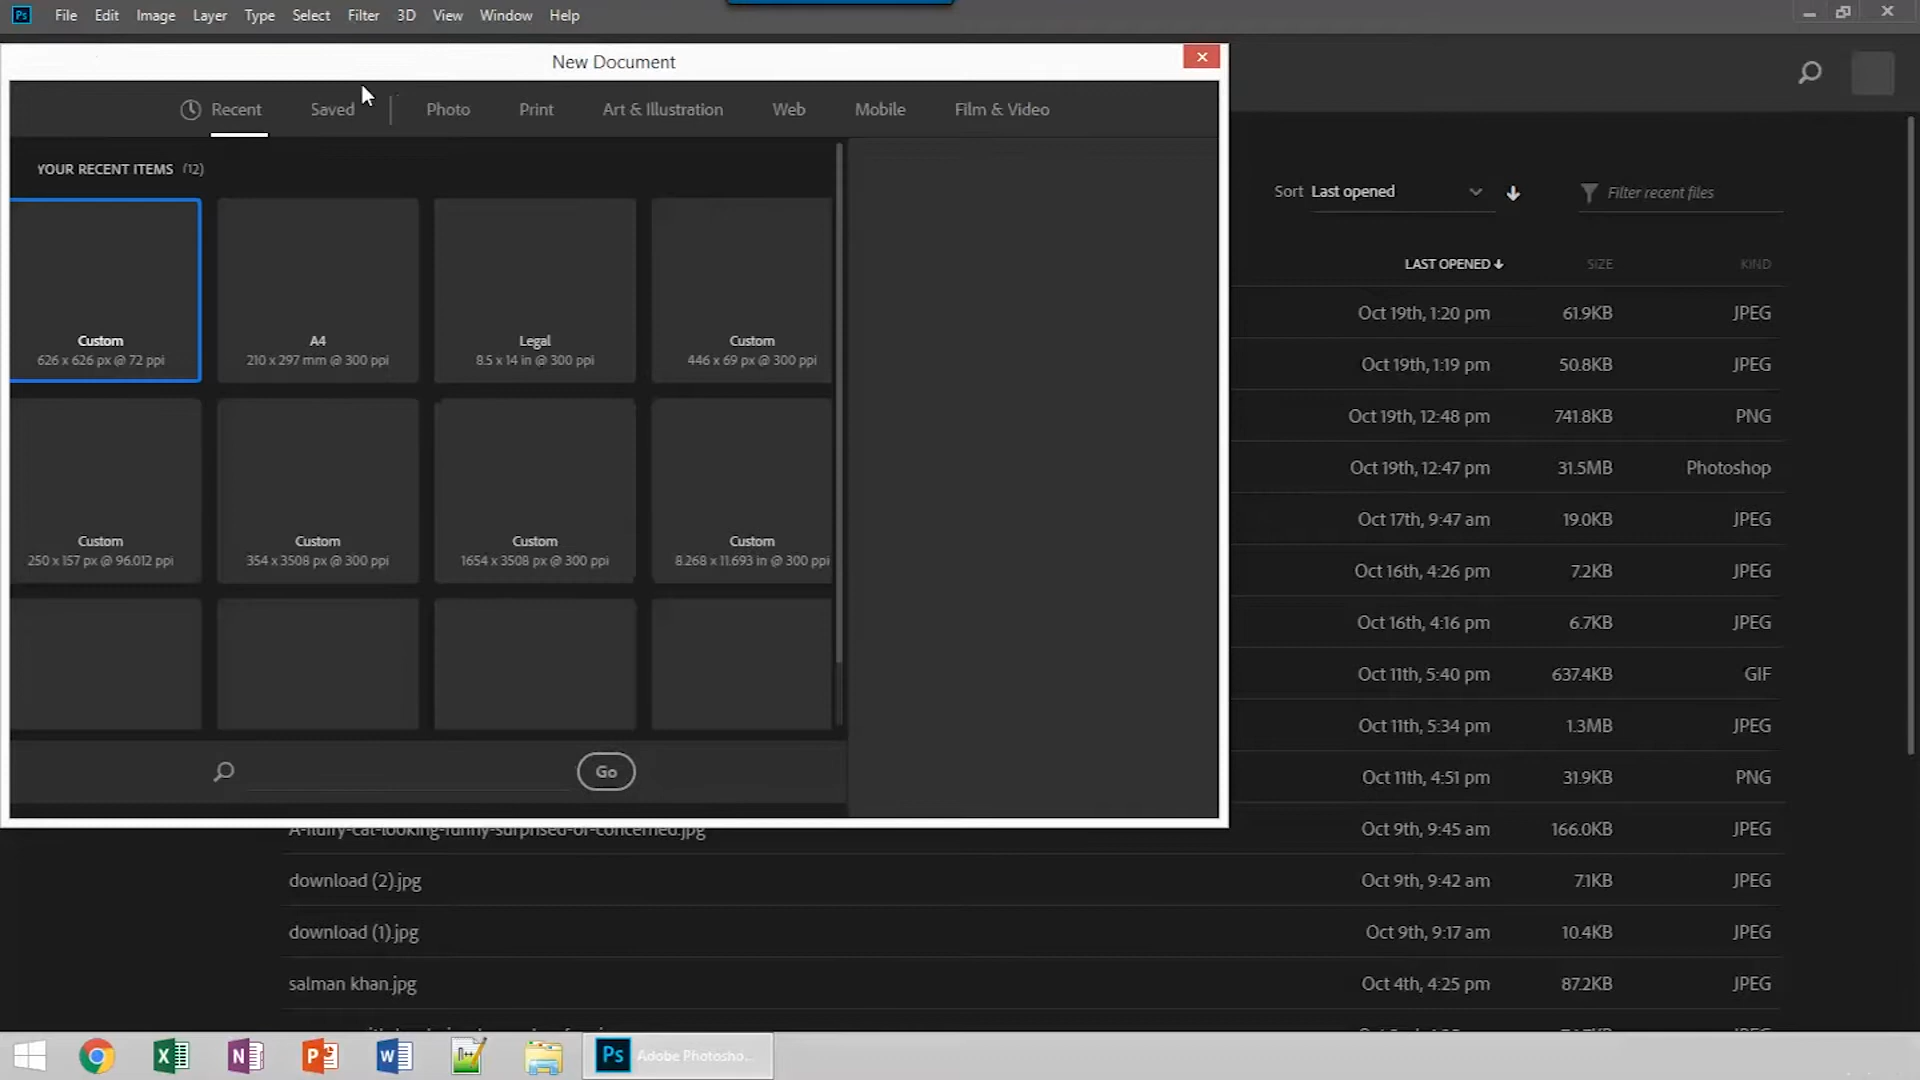 Ps File Edit Image Layer Type Select Filter 3D View Window Help
New Document
Recent Saved Photo Print Art & Illustration Web Mobile Film & Video
YOUR RECENT ITEMS (12)
Custom
626 x 626 px @ 72 ppi
A4
210 x 297 mm @ 300 ppi
Legal
8.5 x 14 in @ 300 ppi
Custom
446 x 69 px @ 300 ppi
Custom
250 x 157 px @ 96.012 ppi
Custom
354 x 3508 px @ 300 ppi
Custom
1654 x 3508 px @ 300 ppi
Custom
8.268 x 11.693 in @ 300 ppi
Go
Sort Last opened
Filter recent files
LAST OPENED SIZE KIND
Oct 19th, 1:20 pm 61.9KB JPEG
Oct 19th, 1:19 pm 50.8KB JPEG
Oct 19th, 12:48 pm 741.8KB PNG
Oct 19th, 12:47 pm 31.5MB Photoshop
Oct 17th, 9:47 am 19.0KB JPEG
Oct 16th, 4:26 pm 7.2KB JPEG
Oct 16th, 4:16 pm 6.7KB JPEG
Oct 11th, 5:40 pm 637.4KB GIF
Oct 11th, 5:34 pm 1.3MB JPEG
Oct 11th, 4:51 pm 31.9KB PNG
A-fluffy-cat-looking-funny-surprised-or-concerned.jpg Oct 9th, 9:45 am 166.0KB JPEG
download (2).jpg Oct 9th, 9:42 am 7.1KB JPEG
download (1).jpg Oct 9th, 9:17 am 10.4KB JPEG
salman khan.jpg Oct 4th, 4:25 pm 87.2KB JPEG
Ps Adobe Photosho...